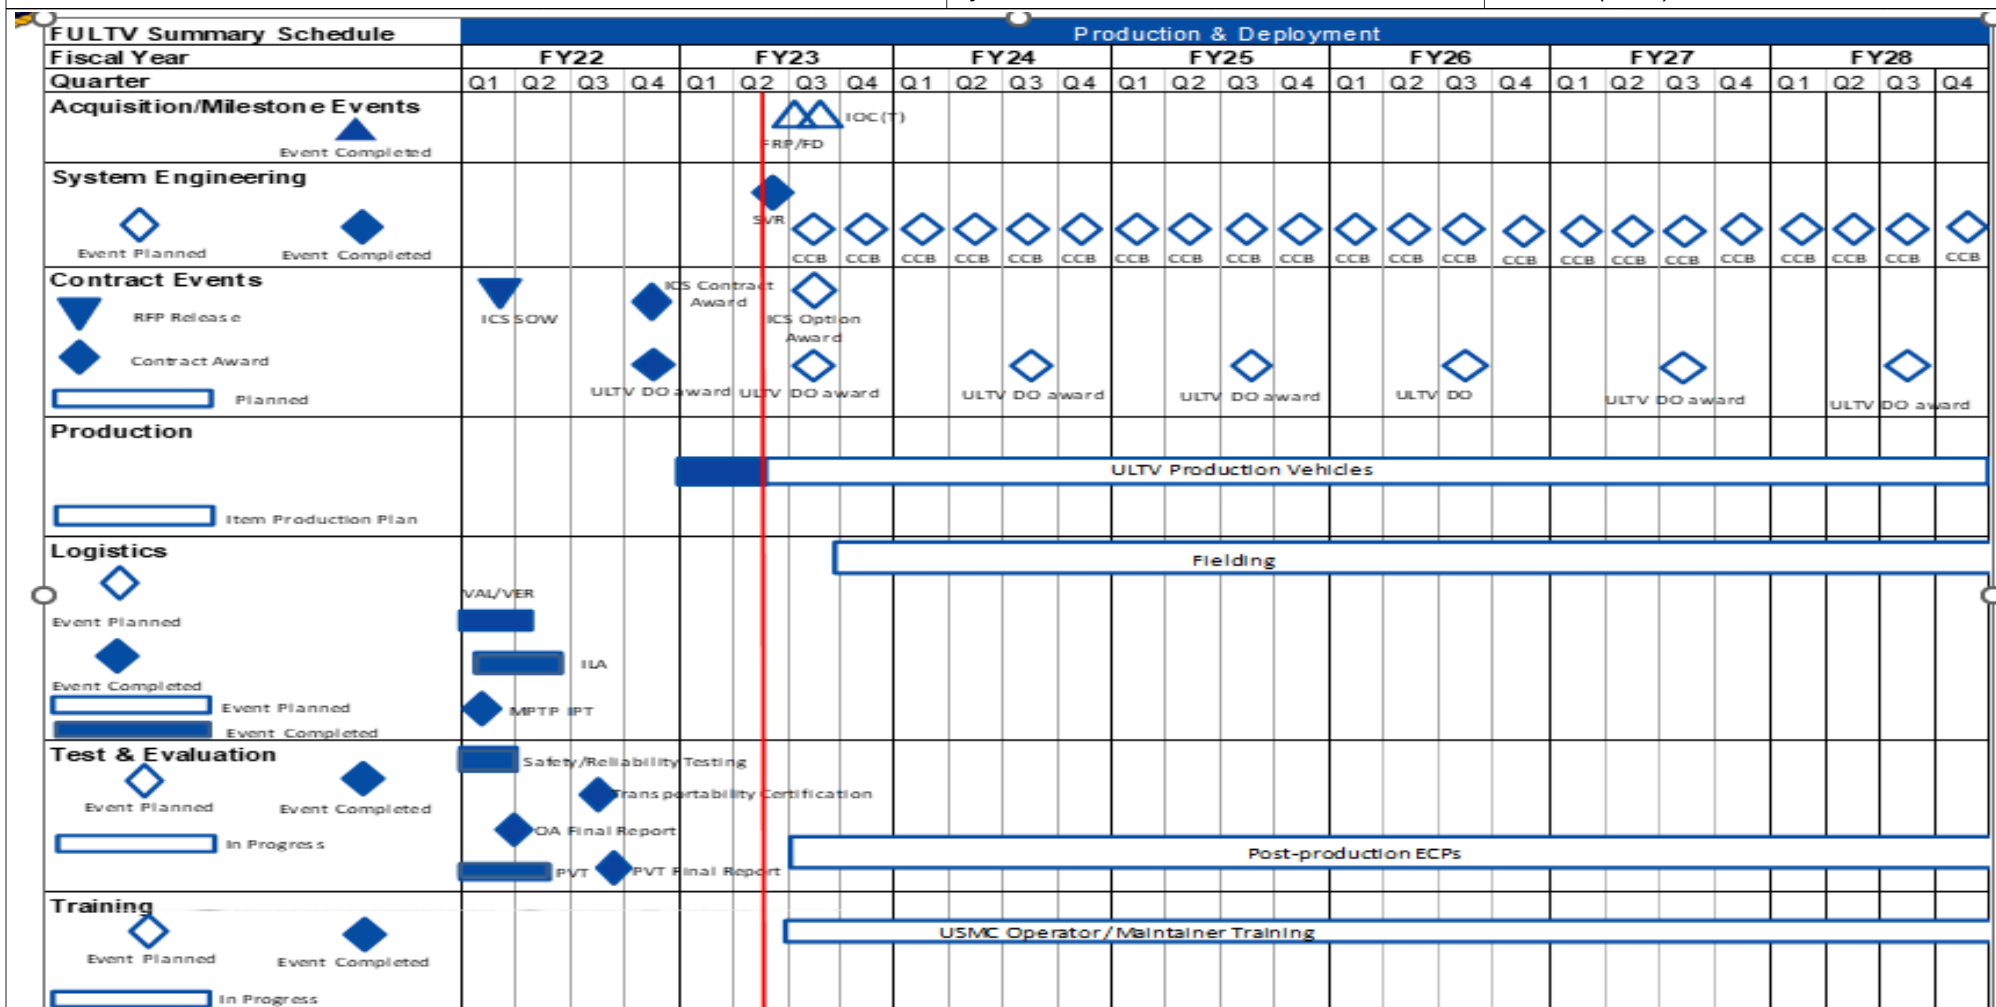 FULTV Summary Schedule Production & Deployment
Fiscal Year FY22 FY23 FY24 FY25 FY26 FY27 FY28
Quarter Q1 Q2 Q3 Q4 Q1 Q2 Q3 Q4 Q1 Q2 Q3 Q4 Q1 Q2 Q3 Q4 Q1 Q2 Q3 Q4 Q1 Q2 Q3 Q4 Q1 Q2 Q3 Q4
Acquisition/Milestone Events
IOC(T)
Event Completed FRP/FD
System Engineering
SVR
Event Planned Event Completed
CCB CCB CCB CCB CCB CCB CCB CCB CCB CCB CCB CCB CCB CCB CCB CCB CCB CCB CCB CCB CCB CCB
Contract Events
RFP Release
ICS SOW
ICS Contract
Award
ICS Option
Award
Contract Award
Planned
ULTV DO award ULTV DO award ULTV DO award ULTV DO award ULTV DO ULTV DO award ULTV DO award
Production
ULTV Production Vehicles
Item Production Plan
Logistics
Fielding
VAL/VER
Event Planned
ILA
Event Completed
Event Planned
MPTP IPT
Event Completed
Test & Evaluation
Safety/Reliability Testing
Transportability Certification
Event Planned Event Completed
OA Final Report
In Progress
Post-production ECPs
PVT PVT Final Report
Training
USMC Operator/Maintainer Training
Event Planned Event Completed
In Progress